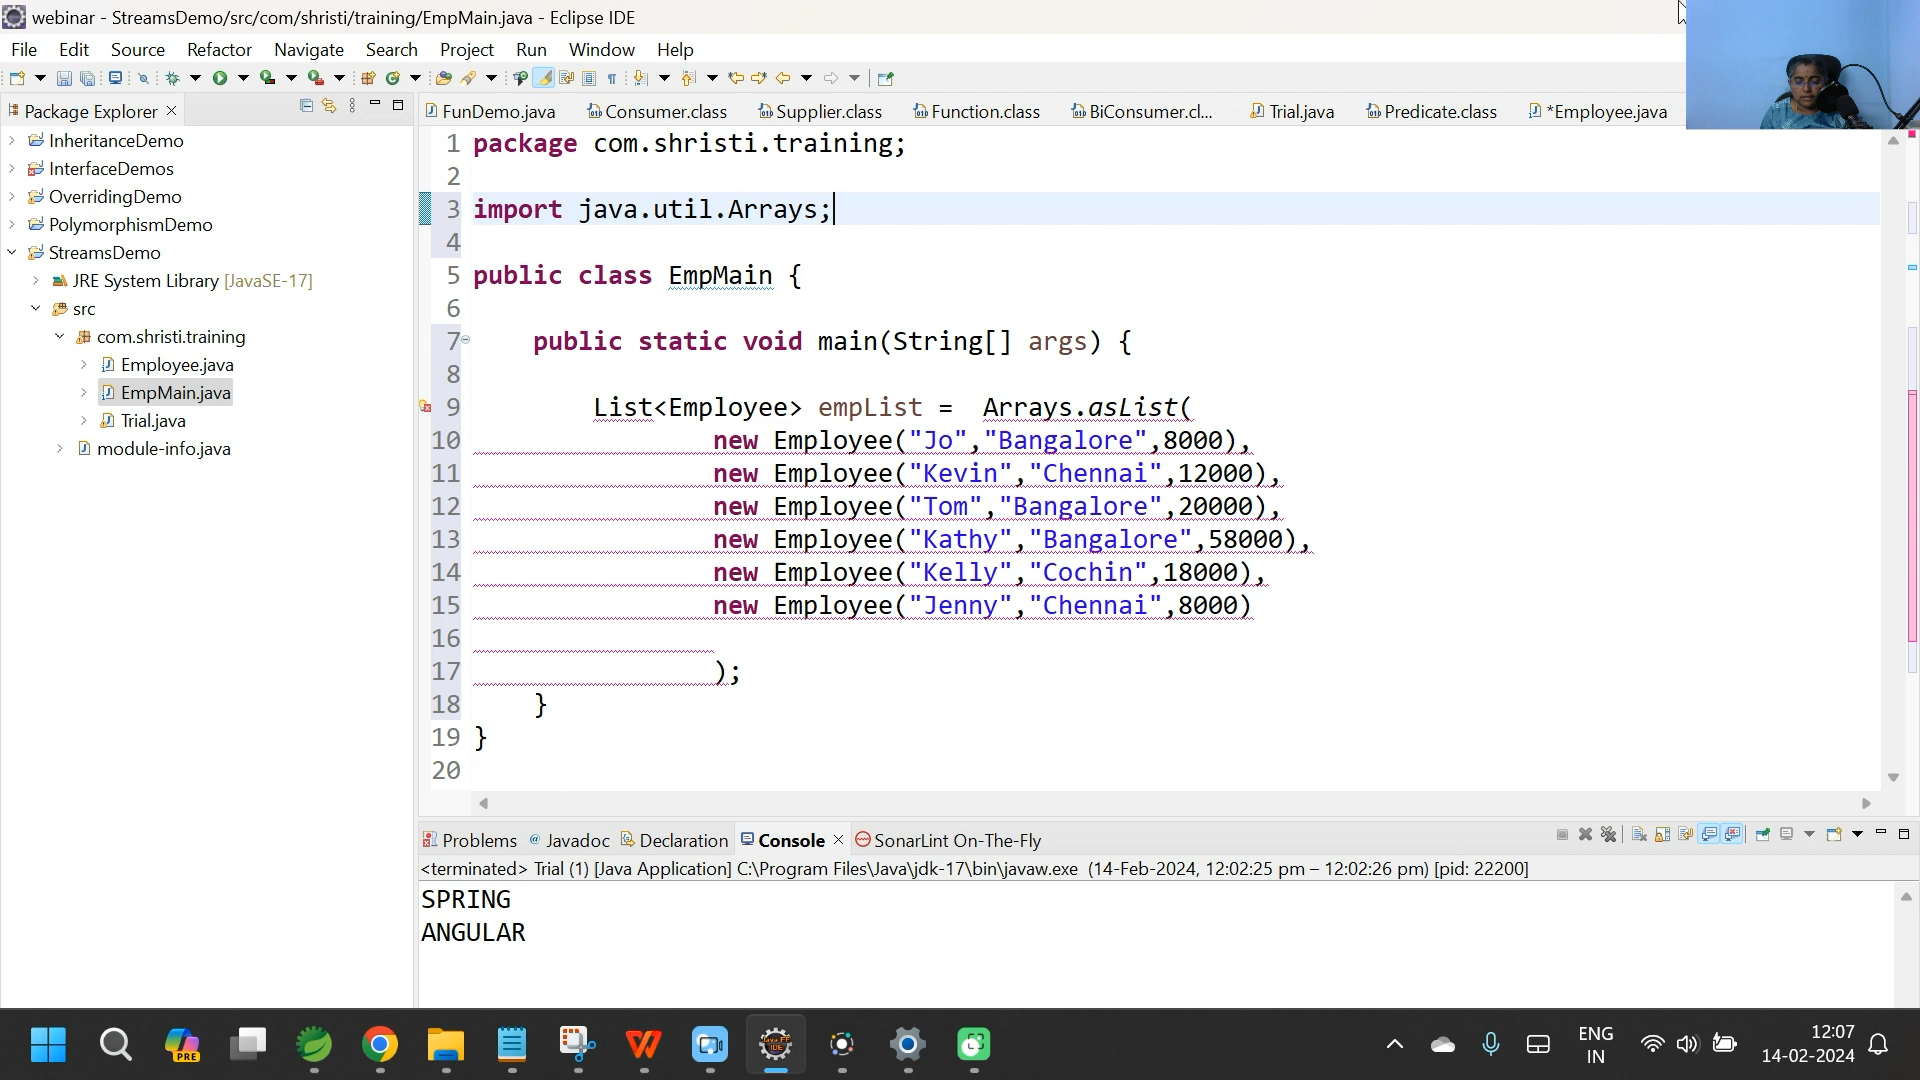 webinar - StreamsDemo/src/com/shristi/training/EmpMain.java - Eclipse IDE
File Edit Source Refactor Navigate Search Project Run Window Help
Package Explorer
InheritanceDemo
InterfaceDemos
OverridingDemo
PolymorphismDemo
StreamsDemo
JRE System Library [JavaSE-17]
src
com.shristi.training
Employee.java
EmpMain.java
Trial.java
module-info.java
FunDemo.java Consumer.class Supplier.class Function.class BiConsumer.cl... Trial.java Predicate.class *Employee.java
1 package com.shristi.training;
2
3 import java.util.Arrays;
4
5 public class EmpMain {
6
7 public static void main(String[] args) {
8
9 List<Employee> empList =  Arrays.asList(
10 new Employee("Jo","Bangalore",8000),
11 new Employee("Kevin","Chennai",12000),
12 new Employee("Tom","Bangalore",20000),
13 new Employee("Kathy","Bangalore",58000),
14 new Employee("Kelly","Cochin",18000),
15 new Employee("Jenny","Chennai",8000)
16
17 );
18 }
19 }
20
Problems Javadoc Declaration Console SonarLint On-The-Fly
<terminated> Trial (1) [Java Application] C:\Program Files\Java\jdk-17\bin\javaw.exe (14-Feb-2024, 12:02:25 pm – 12:02:26 pm) [pid: 22200]
SPRING
ANGULAR
PRE
ENG
IN
12:07
14-02-2024